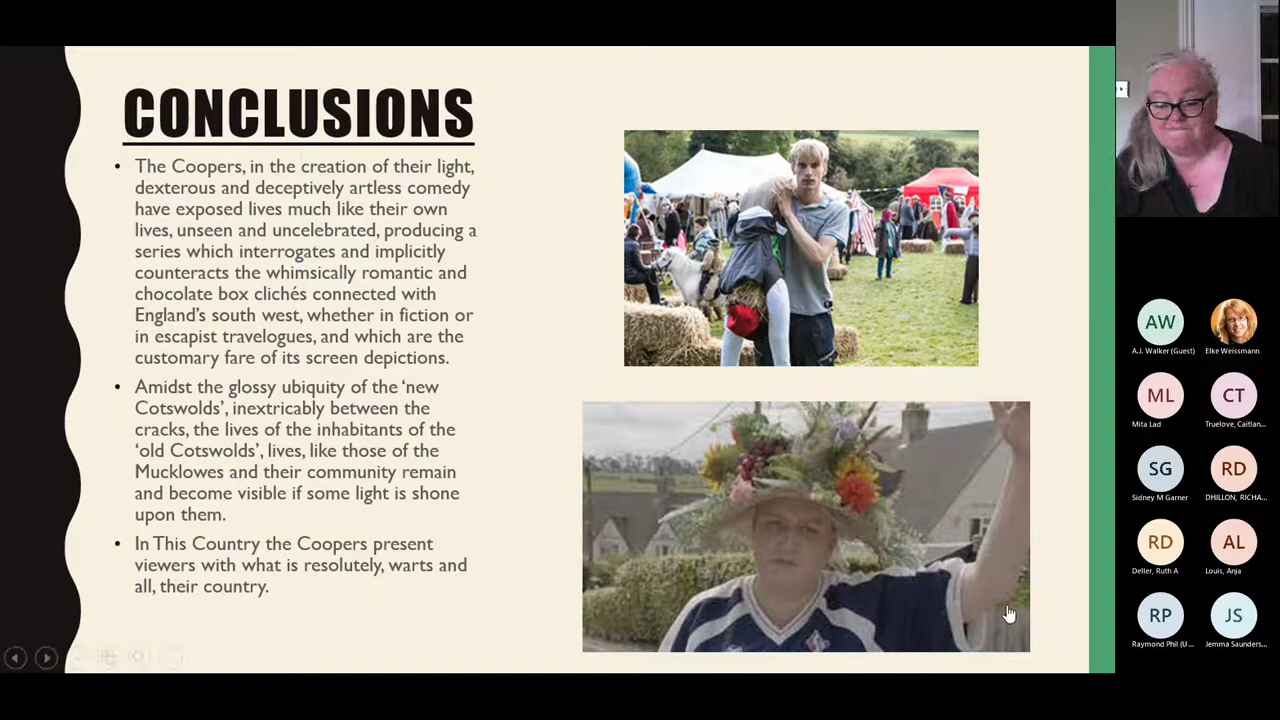 CONCLUSIONS
• The Coopers, in the creation of their light,
dexterous and deceptively artless comedy
have exposed lives much like their own
lives, unseen and uncelebrated, producing a
series which interrogates and implicitly
counteracts the whimsically romantic and
chocolate box clichés connected with
England's south west, whether in fiction or
in escapist travelogues, and which are the
customary fare of its screen depictions.
• Amidst the glossy ubiquity of the 'new
Cotswolds', inextricably between the
cracks, the lives of the inhabitants of the
'old Cotswolds', lives, like those of the
Mucklowes and their community remain
and become visible if some light is shone
upon them.
• In This Country the Coopers present
viewers with what is resolutely, warts and
all, their country.
AW
A.J. Walker (Guest)
Elke Weissmann
ML
Mita Lad
CT
Truelove, Caitlan...
SG
Sidney M Garner
RD
DHILLON, RICHA...
RD
Deller, Ruth A
AL
Louis, Anja
RP
Raymond Phil (U...
JS
Jemma Saunders...